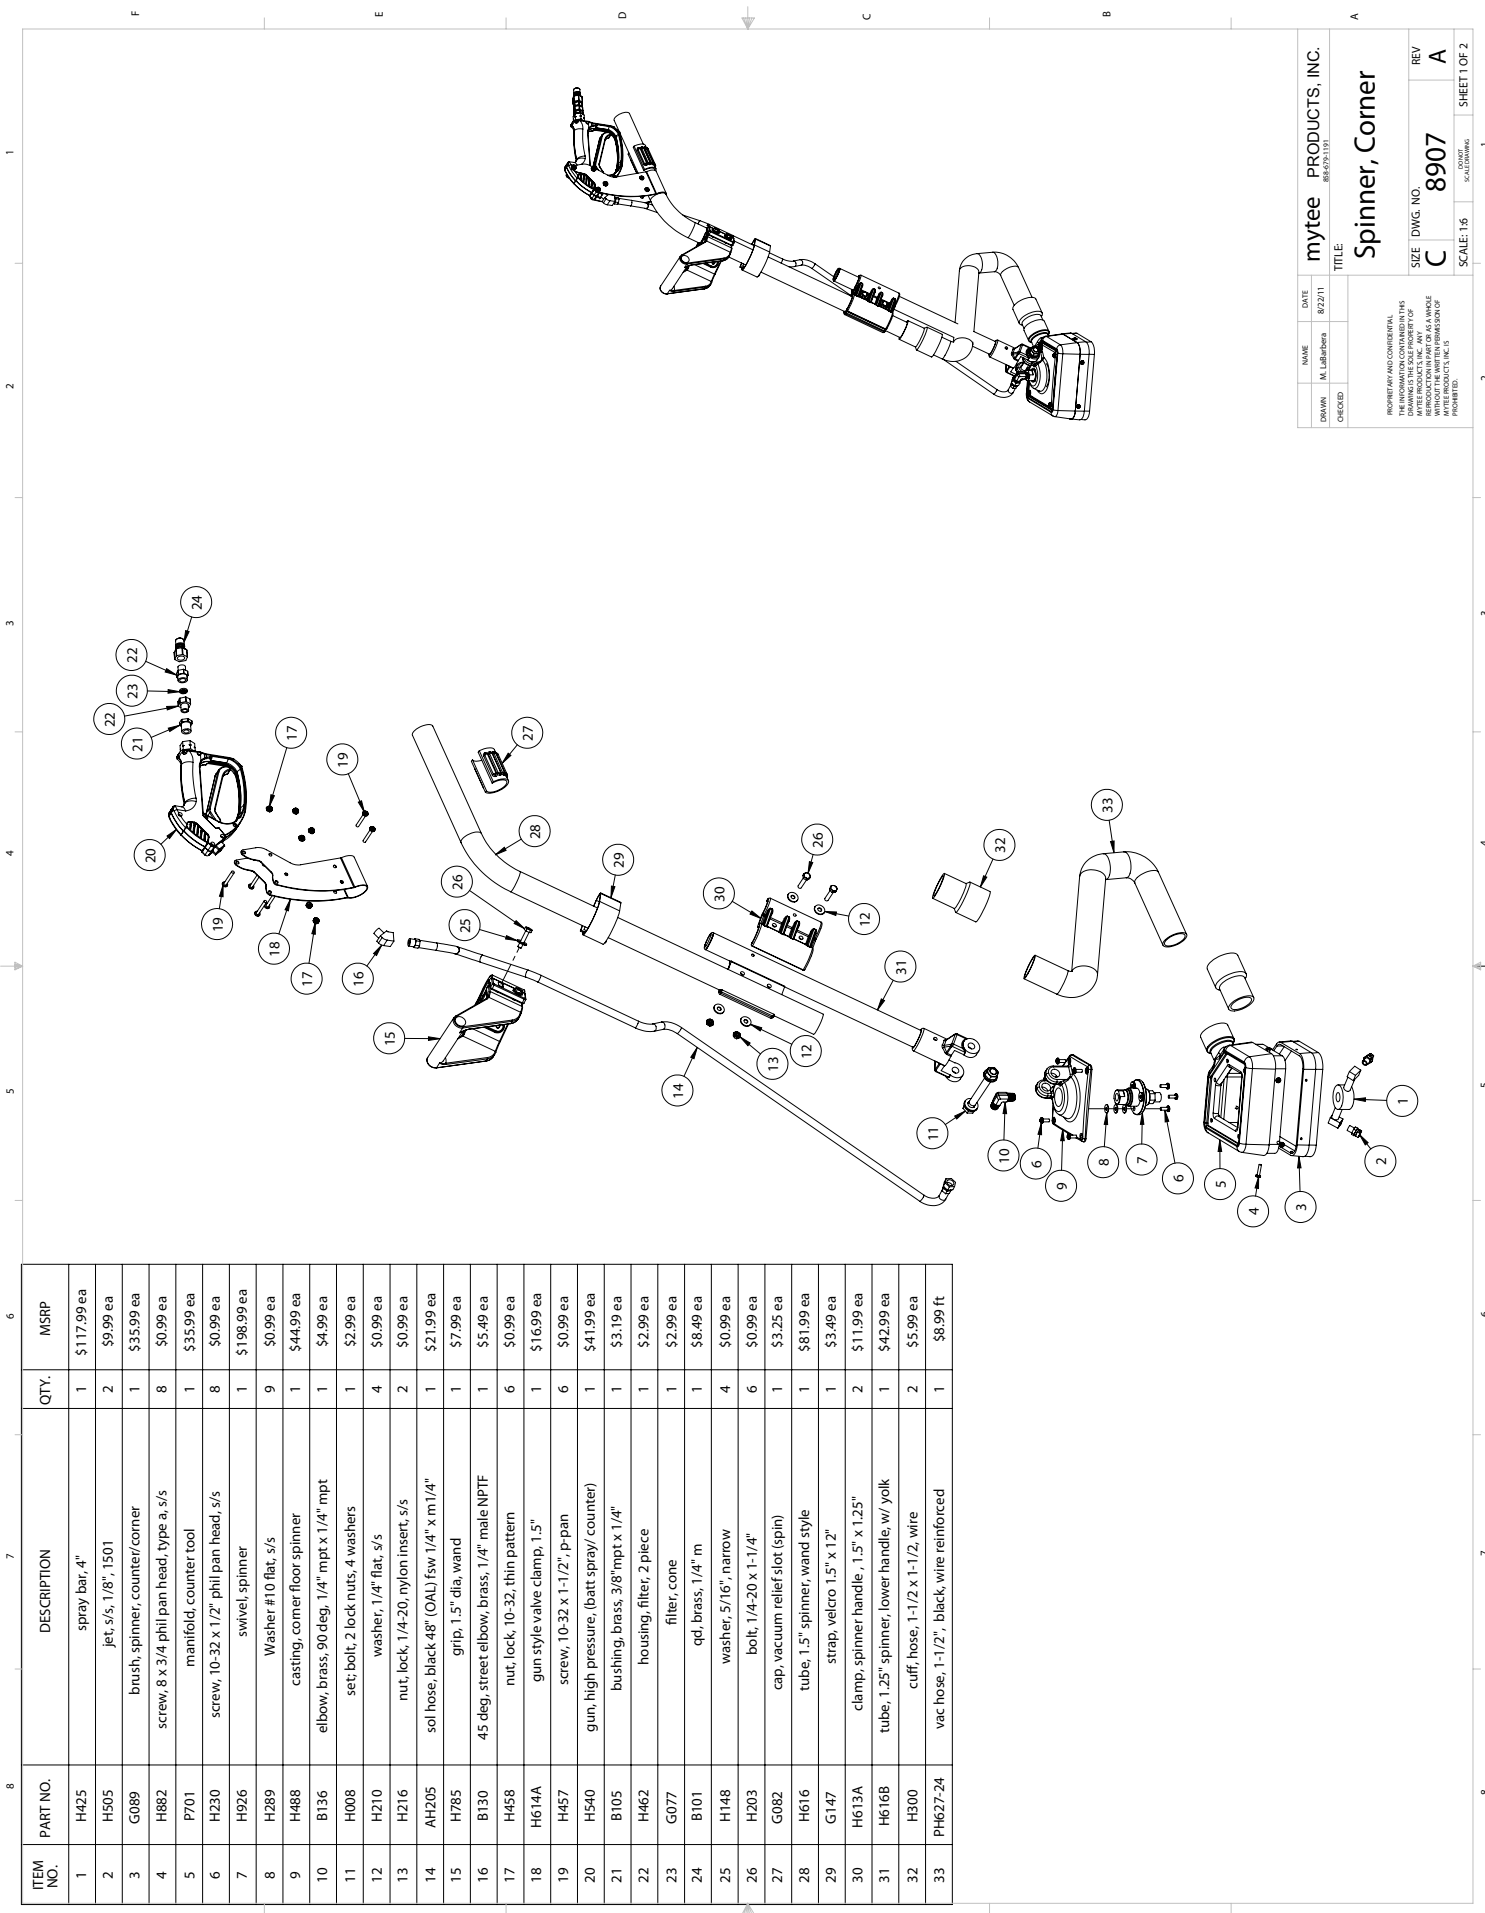 8
7
6
5
4
3
2
1
F
E
D
C
B
A
ITEM NO. PART NO. DESCRIPTION QTY. MSRP
1 H425 spray bar, 4" 1 $117.99 ea
2 H505 jet, s/s, 1/8", 1501 2 $9.99 ea
3 G089 brush, spinner, counter/corner 1 $35.99 ea
4 H882 screw, 8 x 3/4 phil pan head, type a, s/s 8 $0.99 ea
5 P701 manifold, counter tool 1 $35.99 ea
6 H230 screw, 10-32 x 1/2" phil pan head, s/s 8 $0.99 ea
7 H926 swivel, spinner 1 $198.99 ea
8 H289 Washer #10 flat, s/s 9 $0.99 ea
9 H488 casting, corner floor spinner 1 $44.99 ea
10 B136 elbow, brass, 90 deg, 1/4" mpt x 1/4" mpt 1 $4.99 ea
11 H008 set; bolt, 2 lock nuts, 4 washers 1 $2.99 ea
12 H210 washer, 1/4" flat, s/s 4 $0.99 ea
13 H216 nut, lock, 1/4-20, nylon insert, s/s 2 $0.99 ea
14 AH205 sol hose, black 48" (OAL) fsw 1/4" x m1/4" 1 $21.99 ea
15 H785 grip, 1.5" dia, wand 1 $7.99 ea
16 B130 45 deg, street elbow, brass, 1/4" male NPTF 1 $5.49 ea
17 H458 nut, lock, 10-32, thin pattern 6 $0.99 ea
18 H614A gun style valve clamp, 1.5" 1 $16.99 ea
19 H457 screw, 10-32 x 1-1/2", p-pan 6 $0.99 ea
20 H540 gun, high pressure, (batt spray/ counter) 1 $41.99 ea
21 B105 bushing, brass, 3/8"mpt x 1/4" 1 $3.19 ea
22 H462 housing, filter, 2 piece 1 $2.99 ea
23 G077 filter, cone 1 $2.99 ea
24 B101 qd, brass, 1/4" m 1 $8.49 ea
25 H148 washer, 5/16", narrow 4 $0.99 ea
26 H203 bolt, 1/4-20 x 1-1/4" 6 $0.99 ea
27 G082 cap, vacuum relief slot (spin) 1 $3.25 ea
28 H616 tube, 1.5" spinner, wand style 1 $81.99 ea
29 G147 strap, velcro 1.5" x 12" 1 $3.49 ea
30 H613A clamp, spinner handle , 1.5" x 1.25" 2 $11.99 ea
31 H616B tube, 1.25" spinner, lower handle, w/ yolk 1 $42.99 ea
32 H300 cuff, hose, 1-1/2 x 1-1/2, wire 2 $5.99 ea
33 PH627-24 vac hose, 1-1/2", black, wire reinforced 1 $8.99 ft
24
22
23
22
21
17
19
20
19
18
17
16
27
28
26
25
15
29
26
30
12
32
33
31
12
13
14
11
10
6
9
8
7
6
5
4
3
1
2
NAME DATE
DRAWN M. LaBarbera 8/22/11
CHECKED
PROPRIETARY AND CONFIDENTIAL
THE INFORMATION CONTAINED IN THIS
DRAWING IS THE SOLE PROPERTY OF
MYTEE PRODUCTS, INC. ANY
REPRODUCTION IN PART OR AS A WHOLE
WITHOUT THE WRITTEN PERMISSION OF
MYTEE PRODUCTS, INC. IS
PROHIBITED.
mytee PRODUCTS, INC.
858-679-1191
TITLE:
Spinner, Corner
SIZE DWG. NO. REV
C 8907 A
SCALE: 1:6 DO NOT SCALE DRAWING SHEET 1 OF 2
8
7
6
5
4
3
2
1